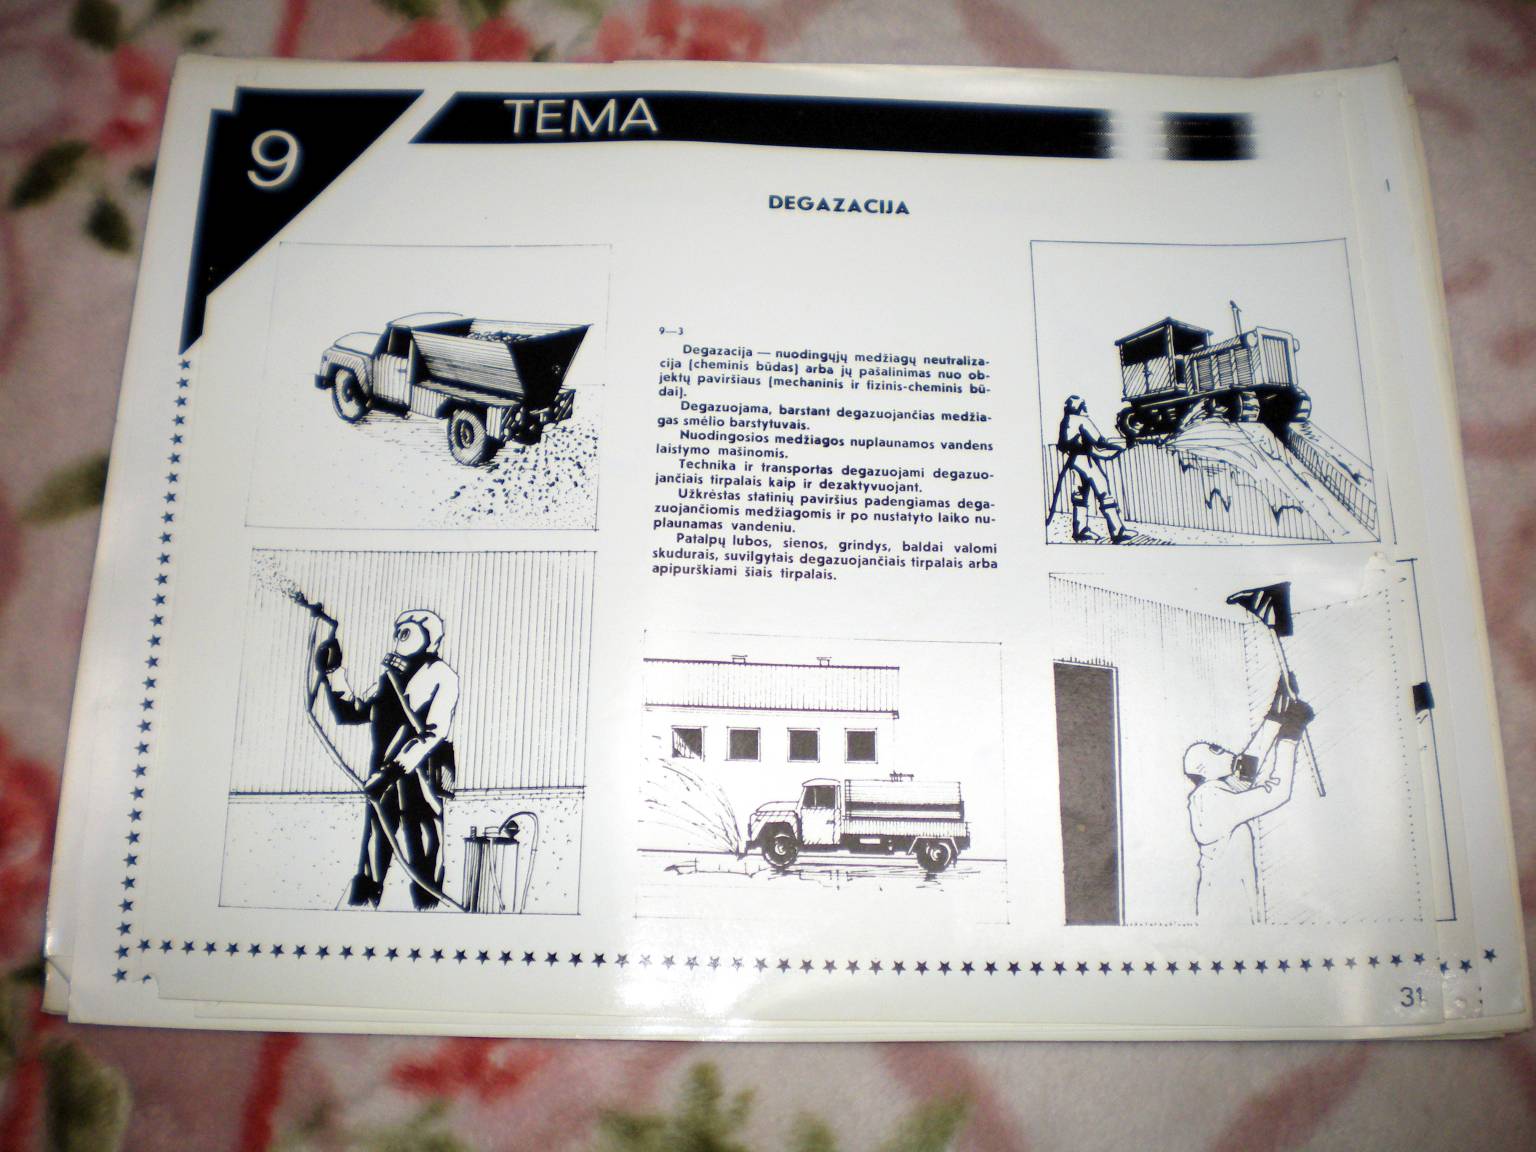 9
TEMA
DEGAZACIJA
9—3
Degazacija — nuodingųjų medžiagų neutraliza-
cija (cheminis būdas) arba jų pašalinimas nuo ob-
jektų paviršiaus (mechaninis ir fizinis-cheminis bū-
dai).
Degazuojama, barstant degazuojančias medžia-
gas smėlio barstytuvais.
Nuodingosios medžiagos nuplaunamos vandens
laistymo mašinomis.
Technika ir transportas degazuojami degazuo-
jančiais tirpalais kaip ir dezaktyvuojant.
Užkrėstas statinių paviršius padengiamas dega-
zuojančiomis medžiagomis ir po nustatyto laiko nu-
plaunamas vandeniu.
Patalpų lubos, sienos, grindys, baldai valomi
skudurais, suvilgytais degazuojančiais tirpalais arba
apipurškiami šiais tirpalais.
31